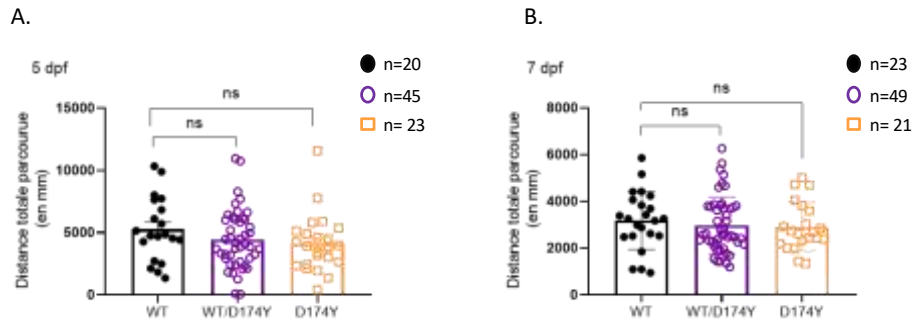 A.
5 dpf
n=20
n=45
n= 23
ns
ns
Distance totale parcourue
(en mm)
15000
10000
5000
0
WT
WT/D174Y
D174Y
B.
7 dpf
n=23
n=49
n= 21
ns
ns
Distance totale parcourue
(en mm)
8000
6000
4000
2000
0
WT
WT/D174Y
D174Y